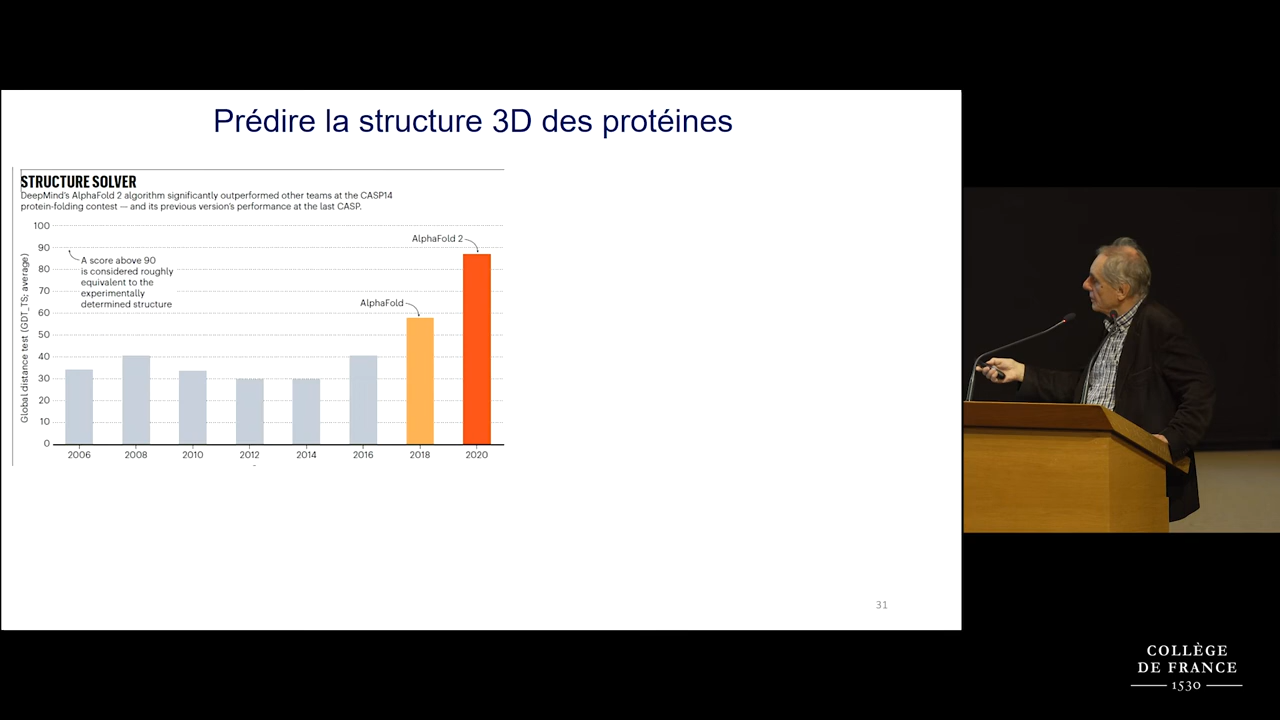 Prédire la structure 3D des protéines
STRUCTURE SOLVER
DeepMind's AlphaFold 2 algorithm significantly outperformed other teams at the CASP14
protein-folding contest — and its previous version's performance at the last CASP.
Global distance test (GDT_TS; average)
100
90
80
70
60
50
40
30
20
10
0
A score above 90
is considered roughly
equivalent to the
experimentally
determined structure
AlphaFold
AlphaFold 2
2006 2008 2010 2012 2014 2016 2018 2020
31
COLLÈGE
DE FRANCE
1530